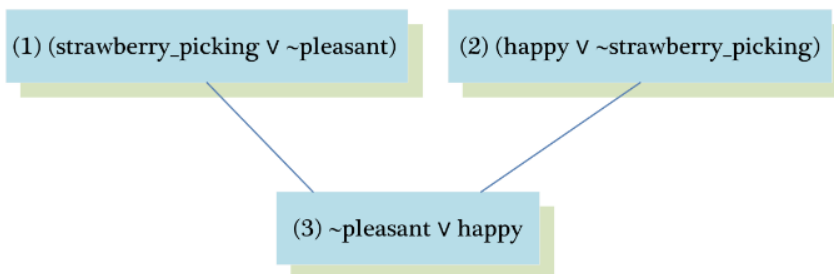 (1) (strawberry_picking ∨ ~pleasant)
(2) (happy ∨ ~strawberry_picking)
(3) ~pleasant ∨ happy